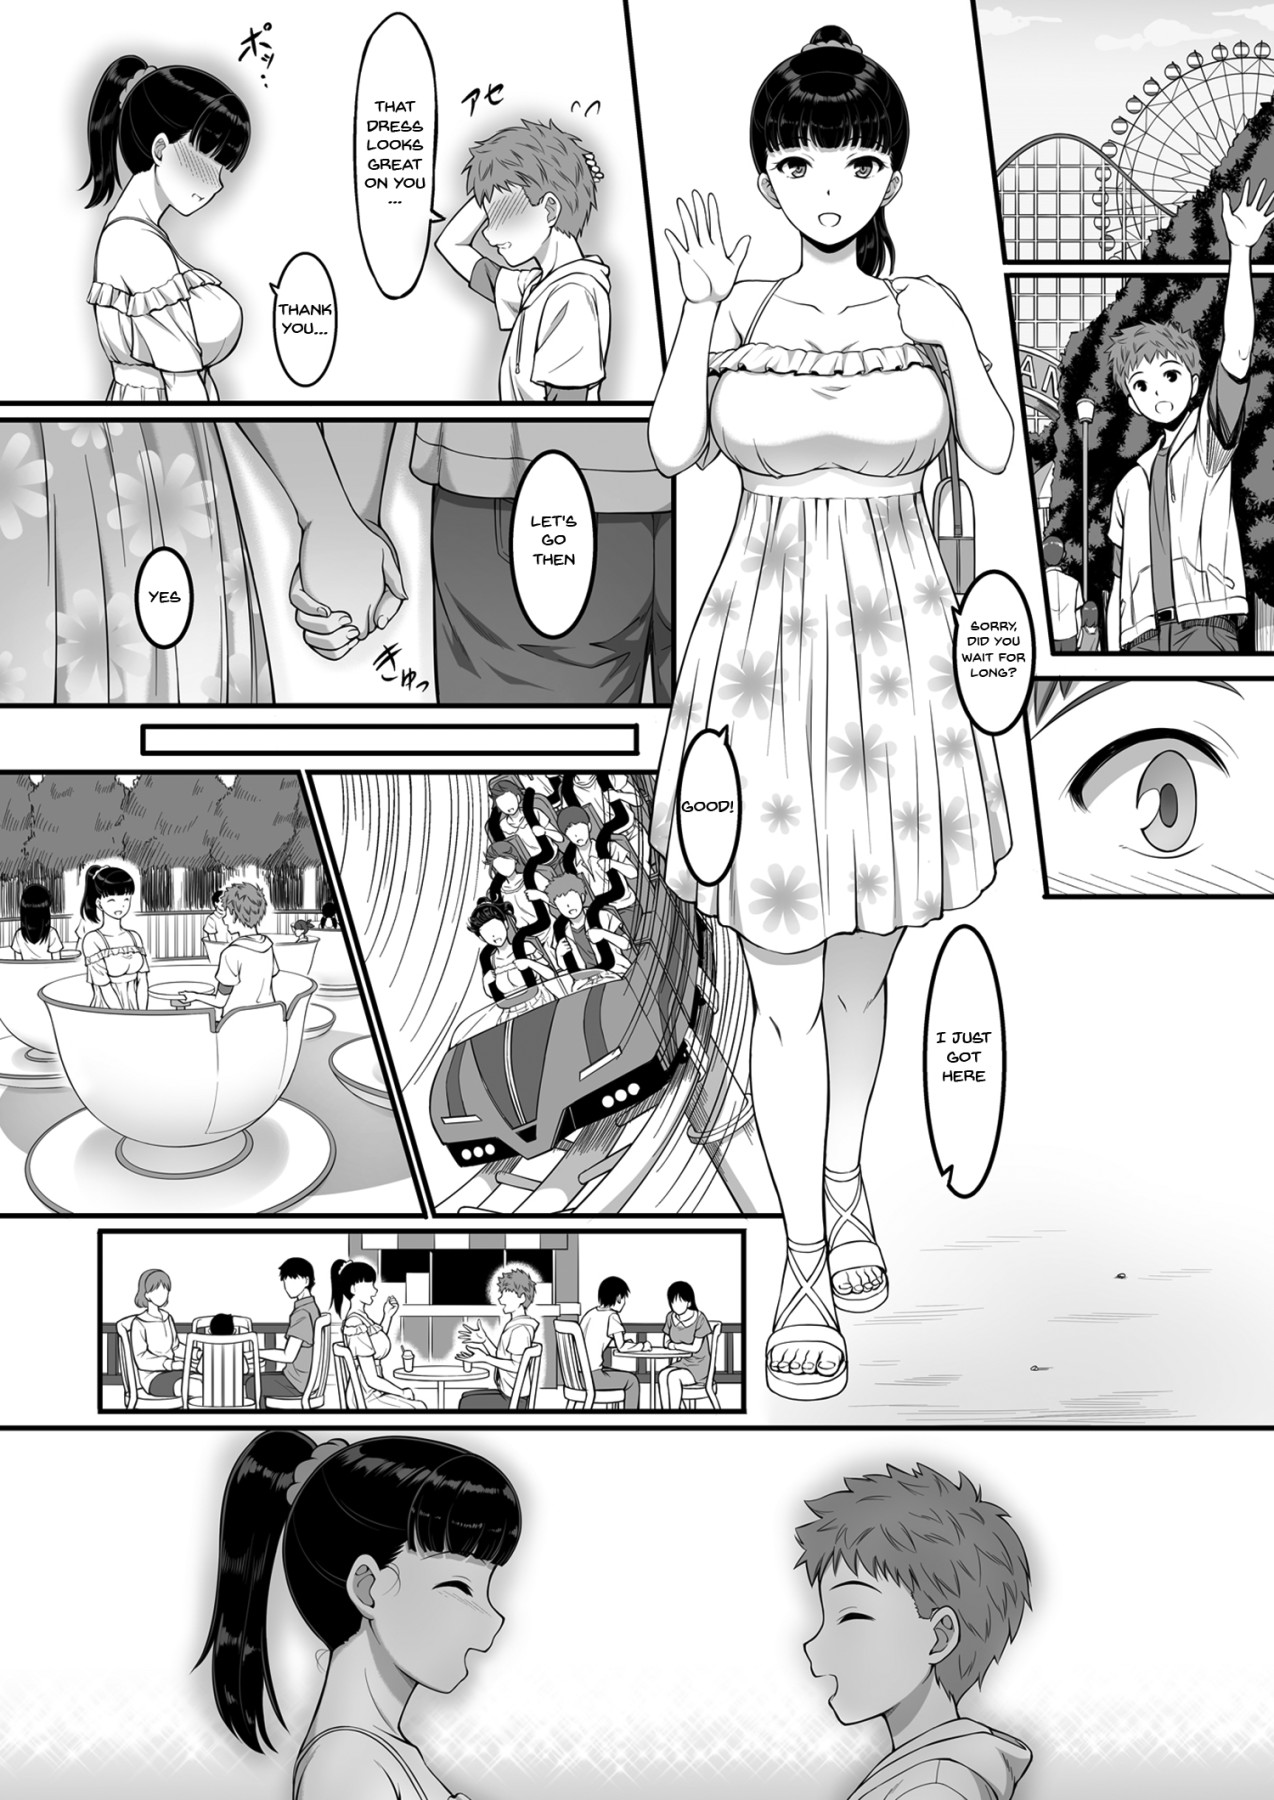 SORRY,
DID YOU
WAIT FOR
LONG?
I JUST
GOT
HERE
GOOD!
アセ
THAT
DRESS
LOOKS
GREAT
ON YOU
...
ポッ...
THANK
YOU...
LET'S
GO
THEN
きゅっ
YES